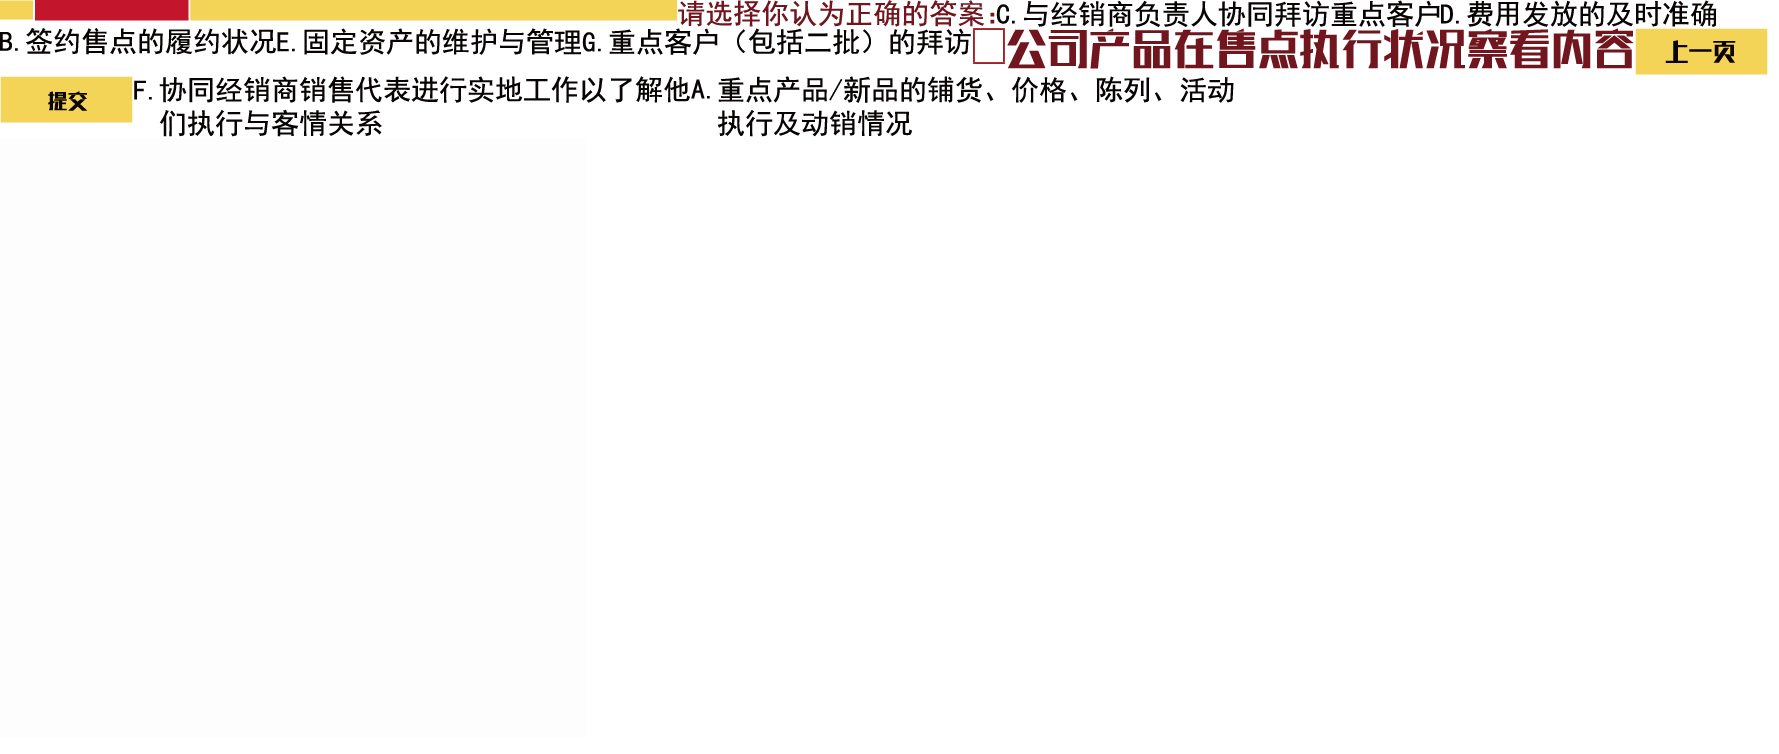 请选择你认为正确的答案：
C.与经销商负责人协同拜访重点客户
D.费用发放的及时准确
B.签约售点的履约状况
E.固定资产的维护与管理
G.重点客户（包括二批）的拜访
公司产品在售点执行状况察看内容
上一页
提交
F.协同经销商销售代表进行实地工作以了解他
们执行与客情关系
A.重点产品/新品的铺货、价格、陈列、活动
执行及动销情况